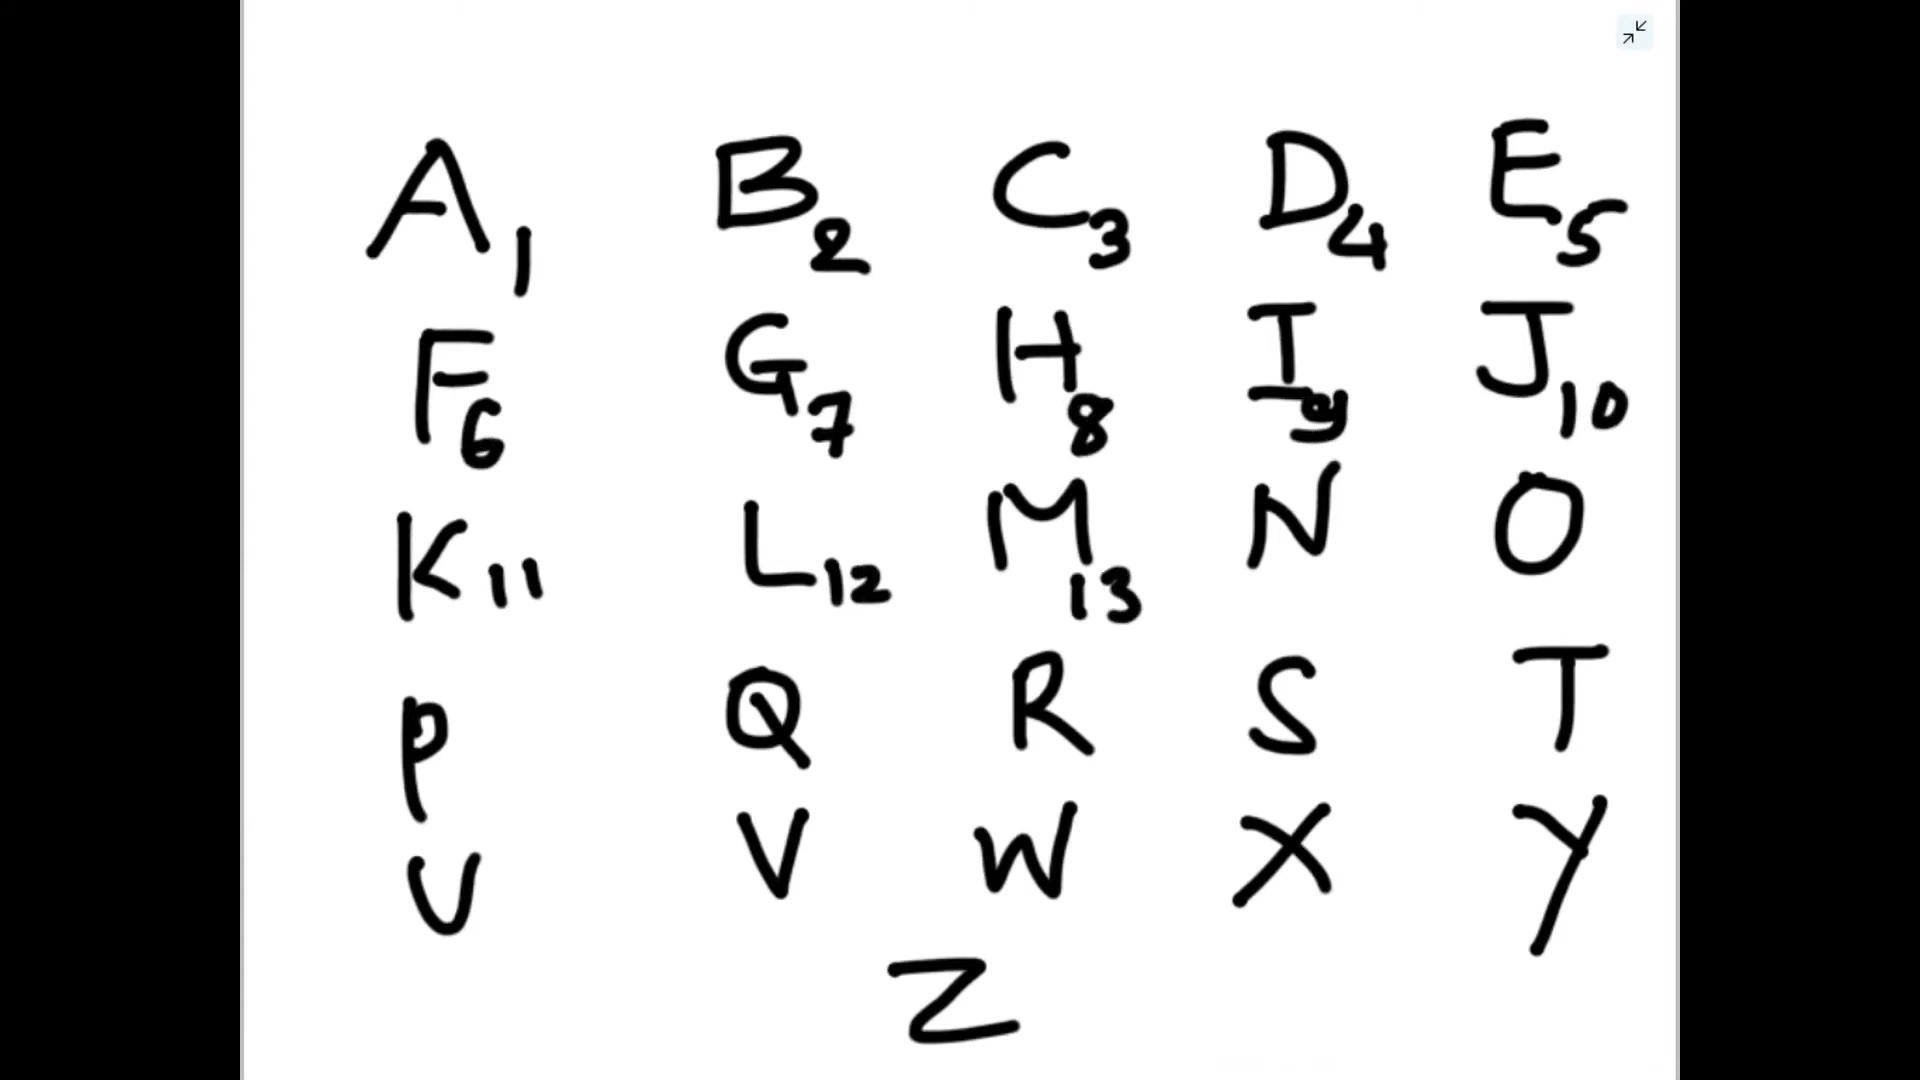 A1 B2 C3 D4 E5
F6 G7 H8 I9 J10
K11 L12 M13 N O
P Q R S T
U V W X Y
Z